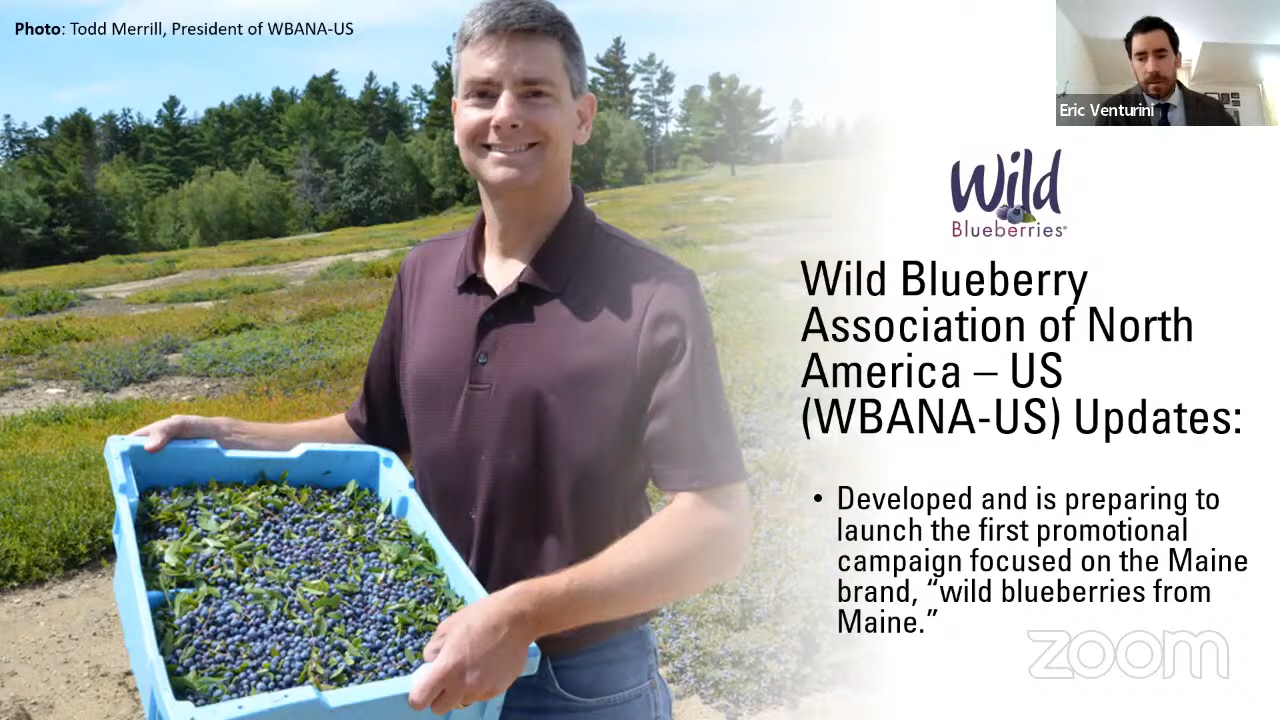 Photo: Todd Merrill, President of WBANA-US
Eric Venturini
Wild
Blueberries®
Wild Blueberry
Association of North
America – US
(WBANA-US) Updates:
• Developed and is preparing to
launch the first promotional
campaign focused on the Maine
brand, “wild blueberries from
Maine.”
zoom